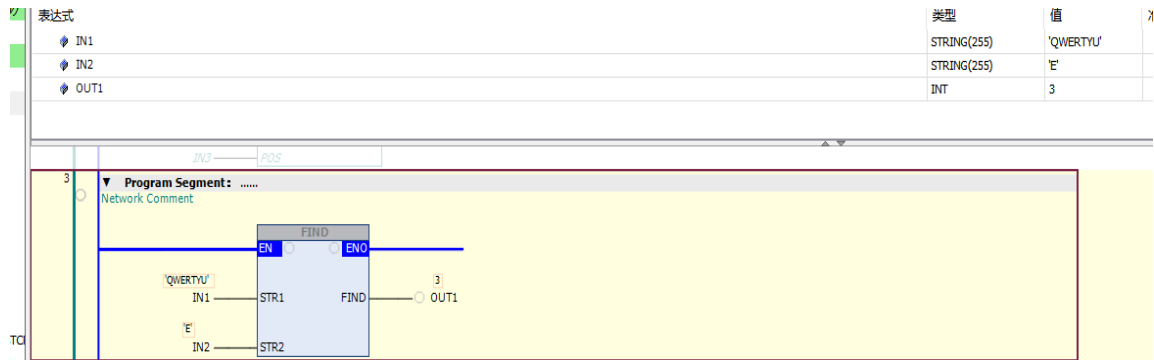 表达式 类型 值
IN1 STRING(255) 'QWERTYU'
IN2 STRING(255) 'E'
OUT1 INT 3
IN3 POS
3 ▼ Program Segment: ......
Network Comment
FIND
EN ENO
'QWERTYU' 3
IN1 STR1 FIND OUT1
'E'
IN2 STR2